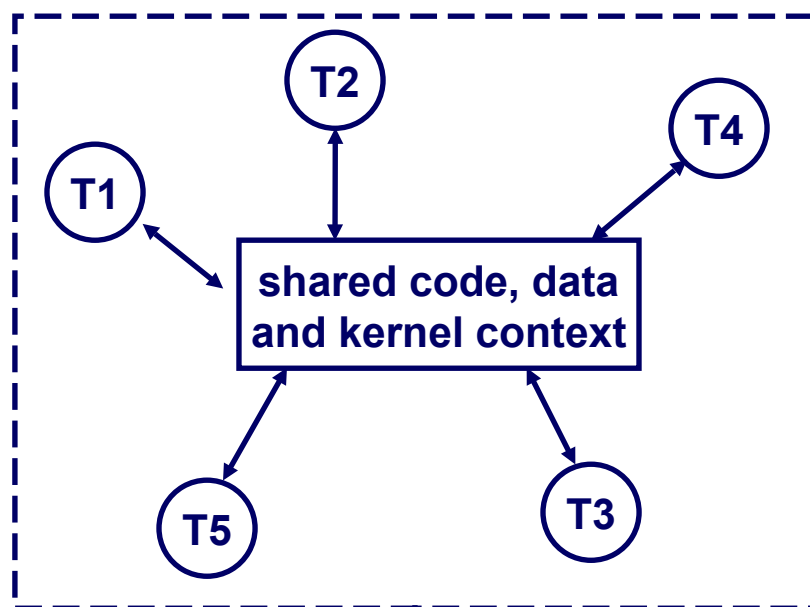 T2
T4
T1
shared code, data
and kernel context
T5
T3